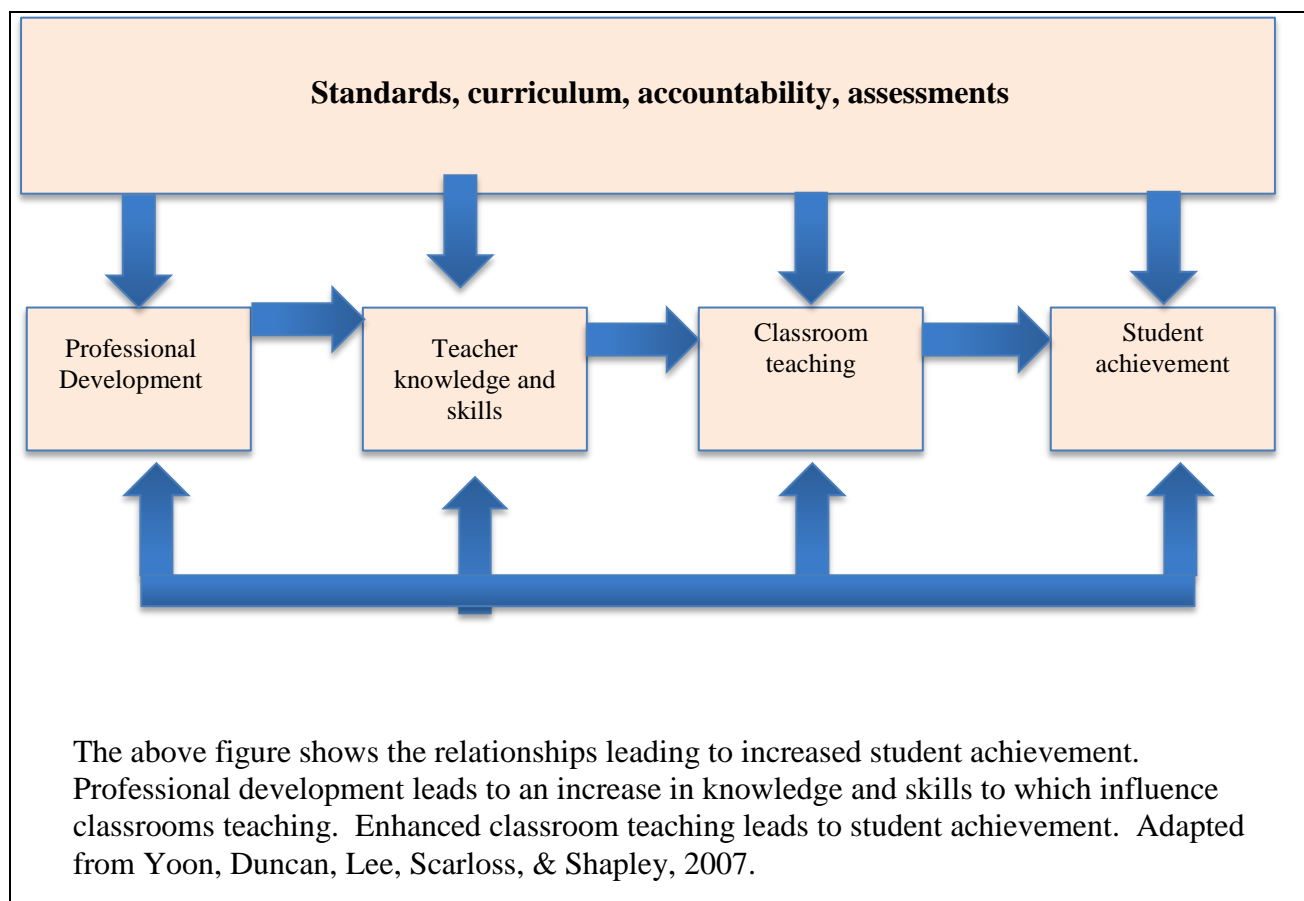 Standards, curriculum, accountability, assessments
Professional
Development
Teacher
knowledge and
skills
Classroom
teaching
Student
achievement
The above figure shows the relationships leading to increased student achievement.
Professional development leads to an increase in knowledge and skills to which influence
classrooms teaching.  Enhanced classroom teaching leads to student achievement.  Adapted
from Yoon, Duncan, Lee, Scarloss, & Shapley, 2007.